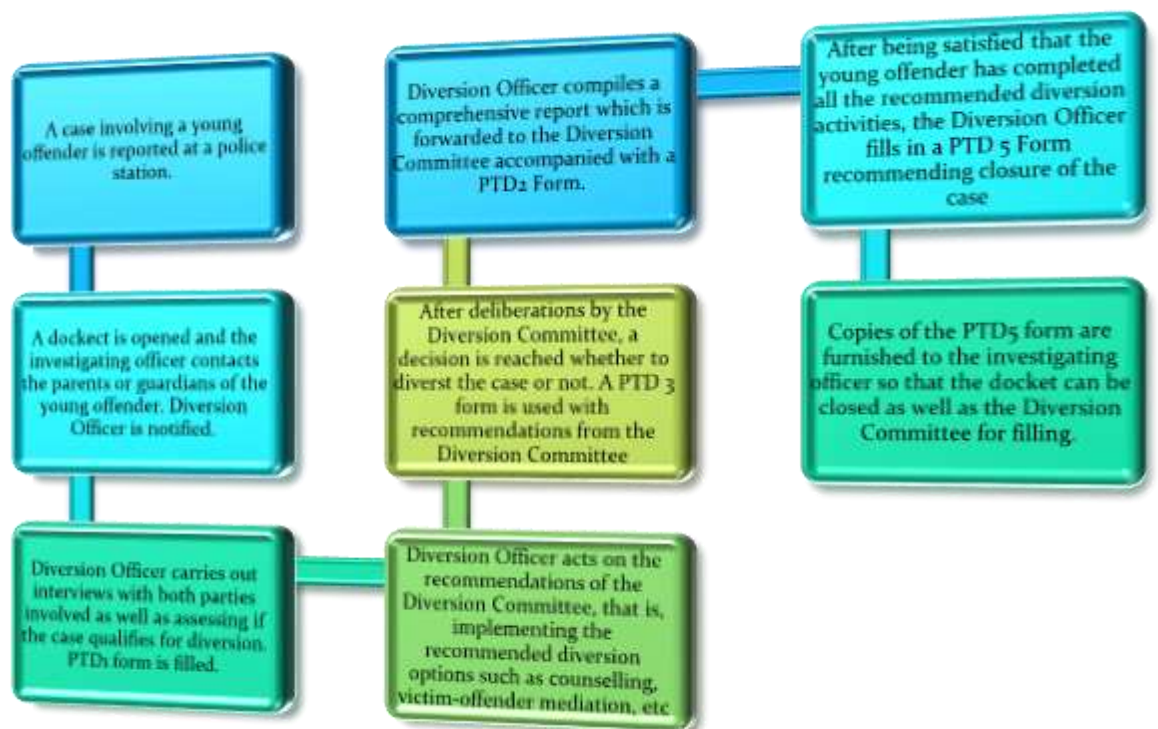 A case involving a young
offender is reported at a police
station.
A dockect is opened and the
investigating officer contacts
the parents or guardians of the
young offender. Diversion
Officer is notified.
Diversion Officer carries out
interviews with both parties
involved as well as assessing if
the case qualifies for diversion.
PTD1 form is filled.
Diversion Officer compiles a
comprehensive report which is
forwarded to the Diversion
Committee accompanied with a
PTD2 Form.
After deliberations by the
Diversion Committee, a
decision is reached whether to
diverst the case or not. A PTD 3
form is used with
recommendations from the
Diversion Committee
Diversion Officer acts on the
recommendations of the
Diversion Committee, that is,
implementing the
recommended diversion
options such as counselling,
victim-offender mediation, etc
After being satisfied that the
young offender has completed
all the recommended diversion
activities, the Diversion Officer
fills in a PTD 5 Form
recommending closure of the
case
Copies of the PTD5 form are
furnished to the investigating
officer so that the docket can be
closed as well as the Diversion
Committee for filling.